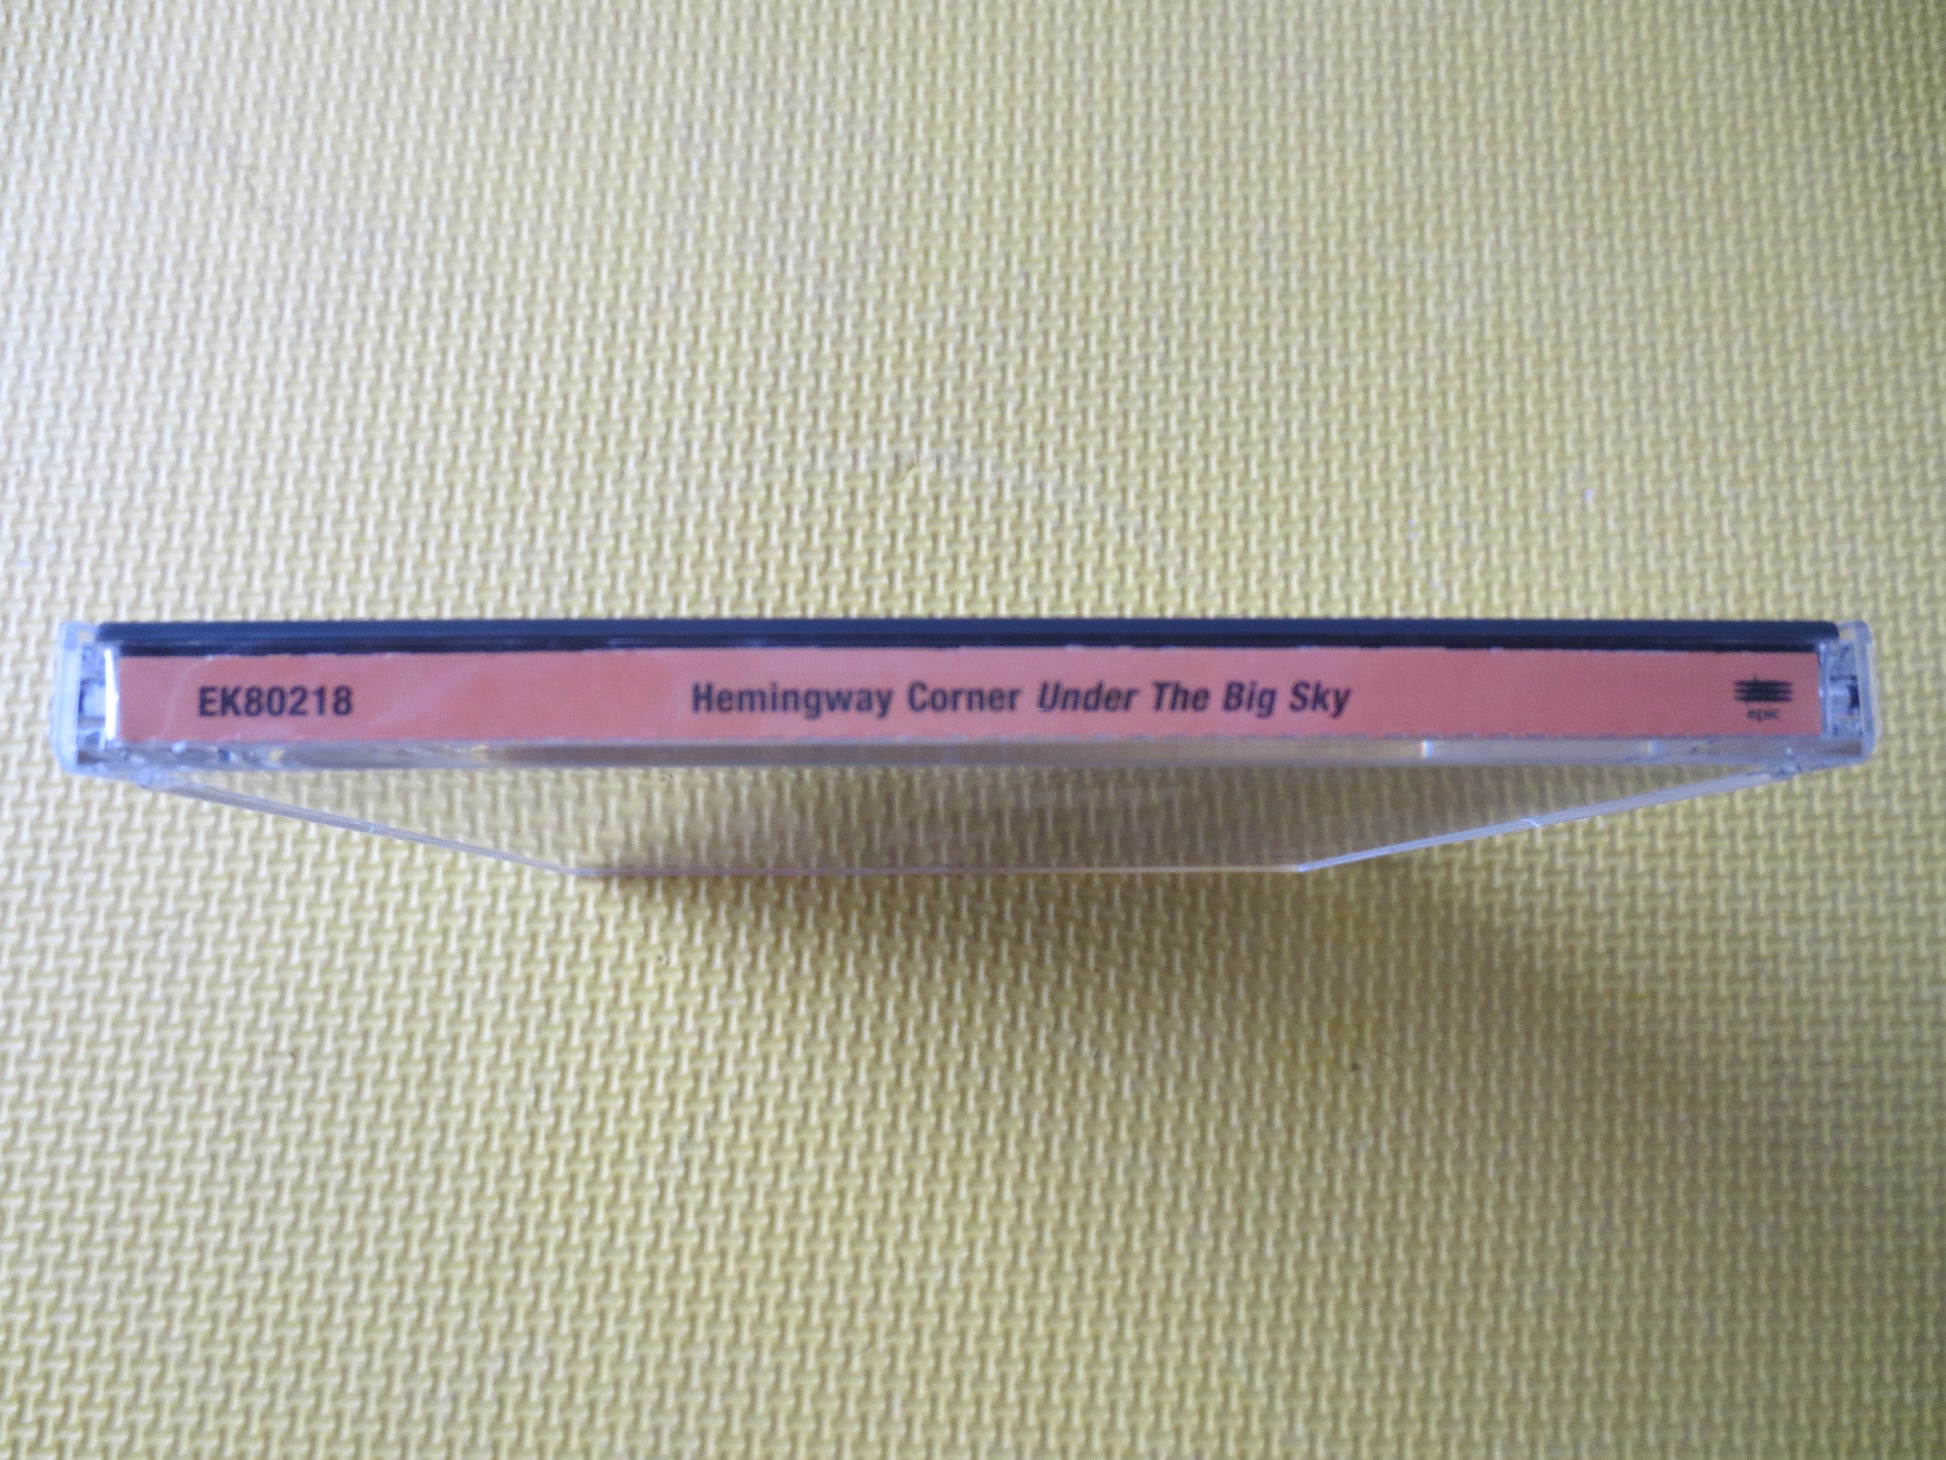 EK80218 Hemingway Corner Under The Big Sky epic